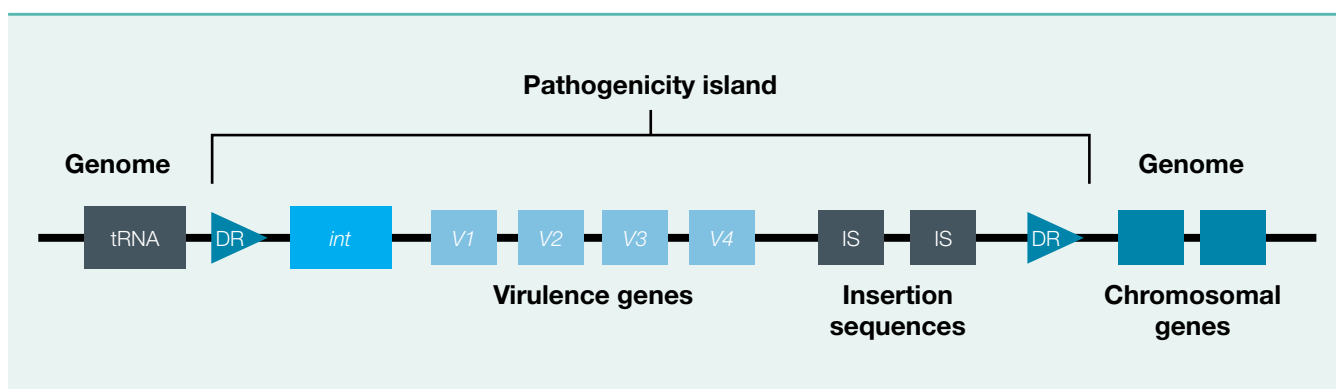 Pathogenicity island
Genome
Genome
tRNA
DR
int
V1
V2
V3
V4
IS
IS
DR
Virulence genes
Insertion
sequences
Chromosomal
genes